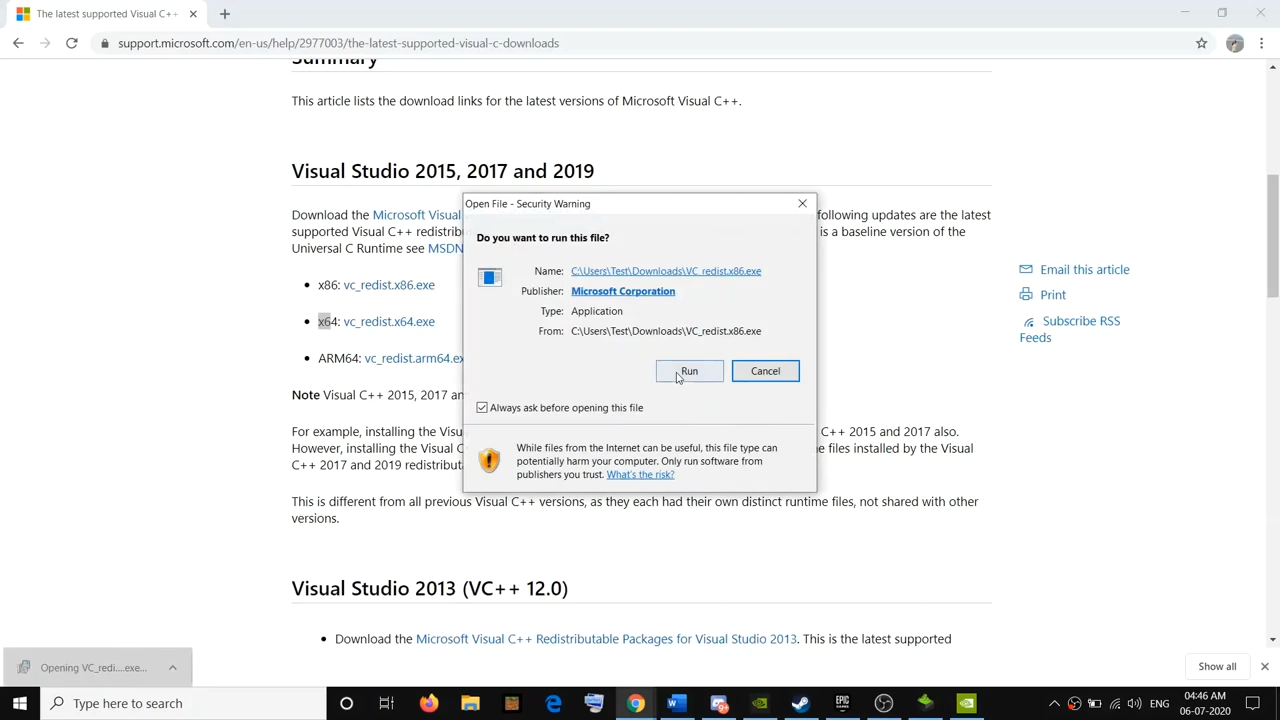 The latest supported Visual C++
support.microsoft.com/en-us/help/2977003/the-latest-supported-visual-c-downloads
Summary
This article lists the download links for the latest versions of Microsoft Visual C++.
Visual Studio 2015, 2017 and 2019
Download the Microsoft Visual
following updates are the latest
supported Visual C++ redistrib
is a baseline version of the
Universal C Runtime see MSDN
x86: vc_redist.x86.exe
x64: vc_redist.x64.exe
ARM64: vc_redist.arm64.ex
Note Visual C++ 2015, 2017 an
For example, installing the Visu
C++ 2015 and 2017 also.
However, installing the Visual C
e files installed by the Visual
C++ 2017 and 2019 redistributa
This is different from all previous Visual C++ versions, as they each had their own distinct runtime files, not shared with other
versions.
Visual Studio 2013 (VC++ 12.0)
Download the Microsoft Visual C++ Redistributable Packages for Visual Studio 2013. This is the latest supported
Email this article
Print
Subscribe RSS
Feeds
Open File - Security Warning
Do you want to run this file?
Name: C:\Users\Test\Downloads\VC_redist.x86.exe
Publisher: Microsoft Corporation
Type: Application
From: C:\Users\Test\Downloads\VC_redist.x86.exe
Run
Cancel
Always ask before opening this file
While files from the Internet can be useful, this file type can
potentially harm your computer. Only run software from
publishers you trust. What's the risk?
Opening VC_redi....exe...
Show all
Type here to search
ENG
04:46 AM
06-07-2020